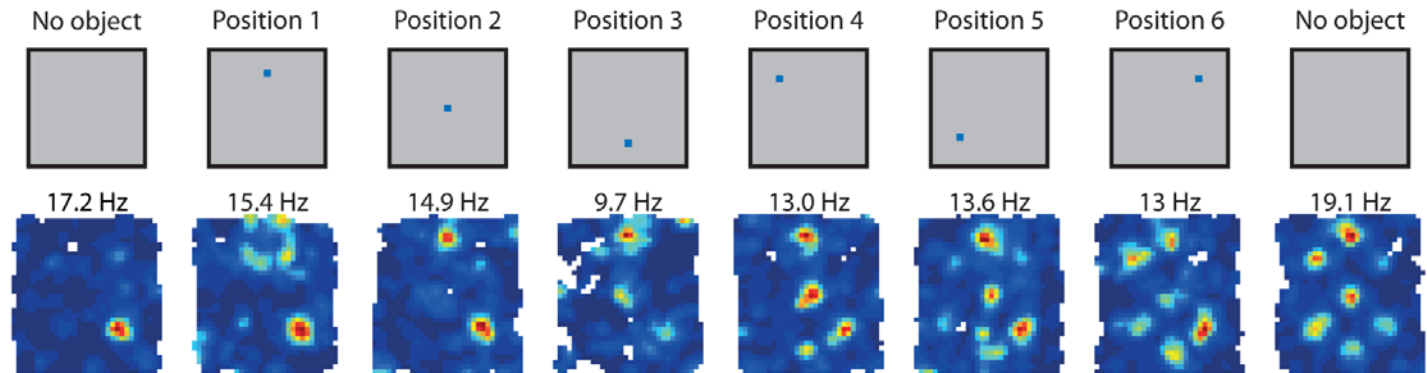 No object Position 1 Position 2 Position 3 Position 4 Position 5 Position 6 No object
17.2 Hz 15.4 Hz 14.9 Hz 9.7 Hz 13.0 Hz 13.6 Hz 13 Hz 19.1 Hz